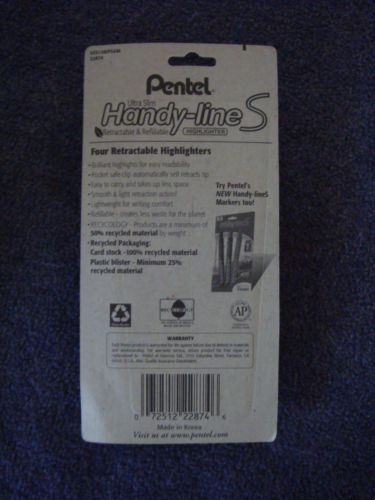 Pentel
Ultra Slim
Handy-line S
Retractable & Refillable HIGHLIGHTER
Four Retractable Highlighters
•Brilliant highlights for easy readability
•Pocket safe-clip automatically self retracts tip
•Easy to carry and takes up less space
•Smooth & light retraction action!
•Lightweight for writing comfort
•Refillable - creates less waste for the planet
•RECYCOLOGY - Products are a minimum of
50% recycled material by weight
•Recycled Packaging:
Card stock -100% recycled material
Plastic blister - Minimum 25%
recycled material
Try Pentel's
NEW Handy-lineS
Markers too!
AP
WARRANTY
0 72512 22874 6
Made in Korea
Visit us at www.pentel.com